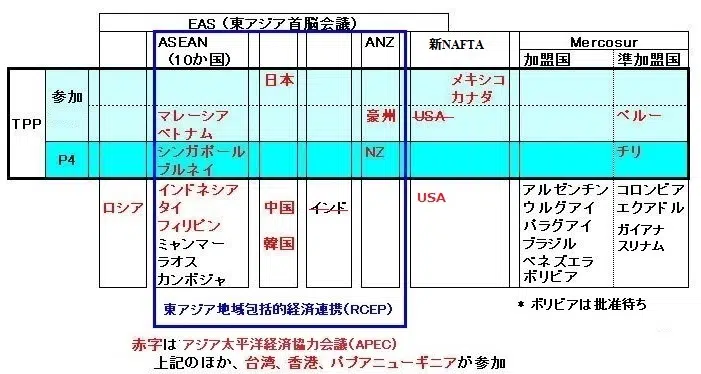 EAS（東アジア首脳会議）
ASEAN
（10か国）
ANZ
新NAFTA
Mercosur
加盟国
準加盟国
TPP
参加
日本
メキシコ
カナダ
マレーシア
ベトナム
豪州
USA
ペルー
P4
シンガポール
ブルネイ
NZ
チリ
ロシア
インドネシア
タイ
フィリピン
ミャンマー
ラオス
カンボジャ
中国
韓国
インド
USA
アルゼンチン
ウルグアイ
パラグアイ
ブラジル
ベネズエラ
ボリビア
コロンビア
エクアドル
ガイアナ
スリナム
東アジア地域包括的経済連携(RCEP)
* ボリビアは批准待ち
赤字はアジア太平洋経済協力会議(APEC)
上記のほか、台湾、香港、パプアニューギニアが参加